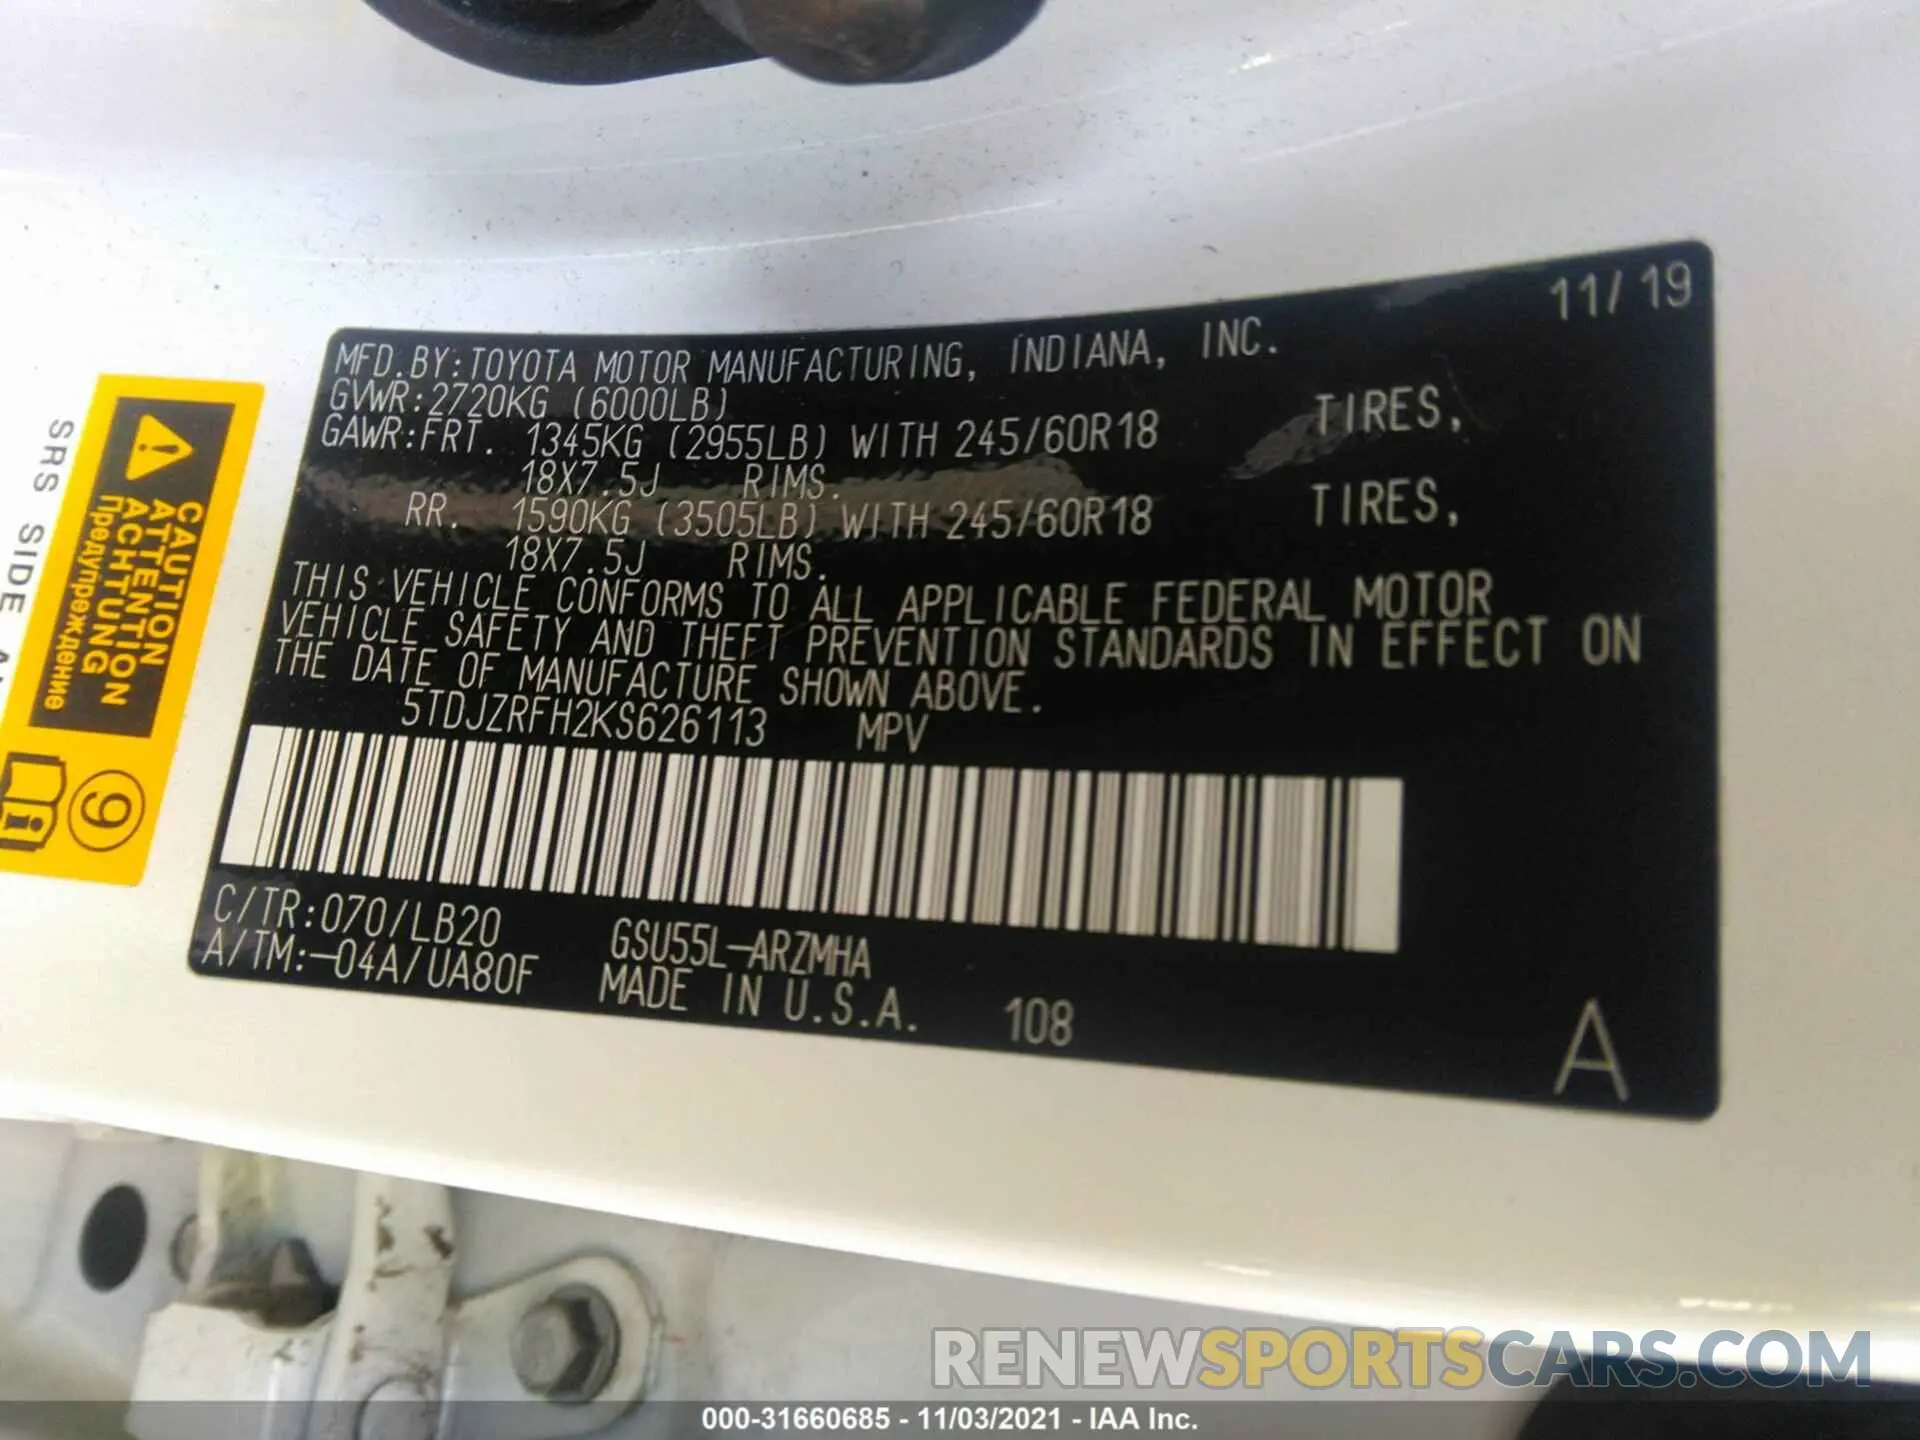 11/19
MFD.BY:TOYOTA MOTOR MANUFACTURING, INDIANA, INC.
GVWR:2720KG (6000LB)
GAWR:FRT. 1345KG (2955LB) WITH 245/60R18 TIRES,
18X7.5J RIMS.
RR. 1590KG (3505LB) WITH 245/60R18 TIRES,
18X7.5J RIMS.
THIS VEHICLE CONFORMS TO ALL APPLICABLE FEDERAL MOTOR
VEHICLE SAFETY AND THEFT PREVENTION STANDARDS IN EFFECT ON
THE DATE OF MANUFACTURE SHOWN ABOVE.
5TDJZRFH2KS626113 MPV
C/TR:070/LB20 GSU55L-ARZMHA
A/TM:-04A/UA80F MADE IN U.S.A. 108
A
CAUTION
ATTENTION
ACHTUNG
Предупреждение
9
SRS SIDE
RENEWSPORTSCARS.COM
000-31660685 - 11/03/2021 - IAA Inc.